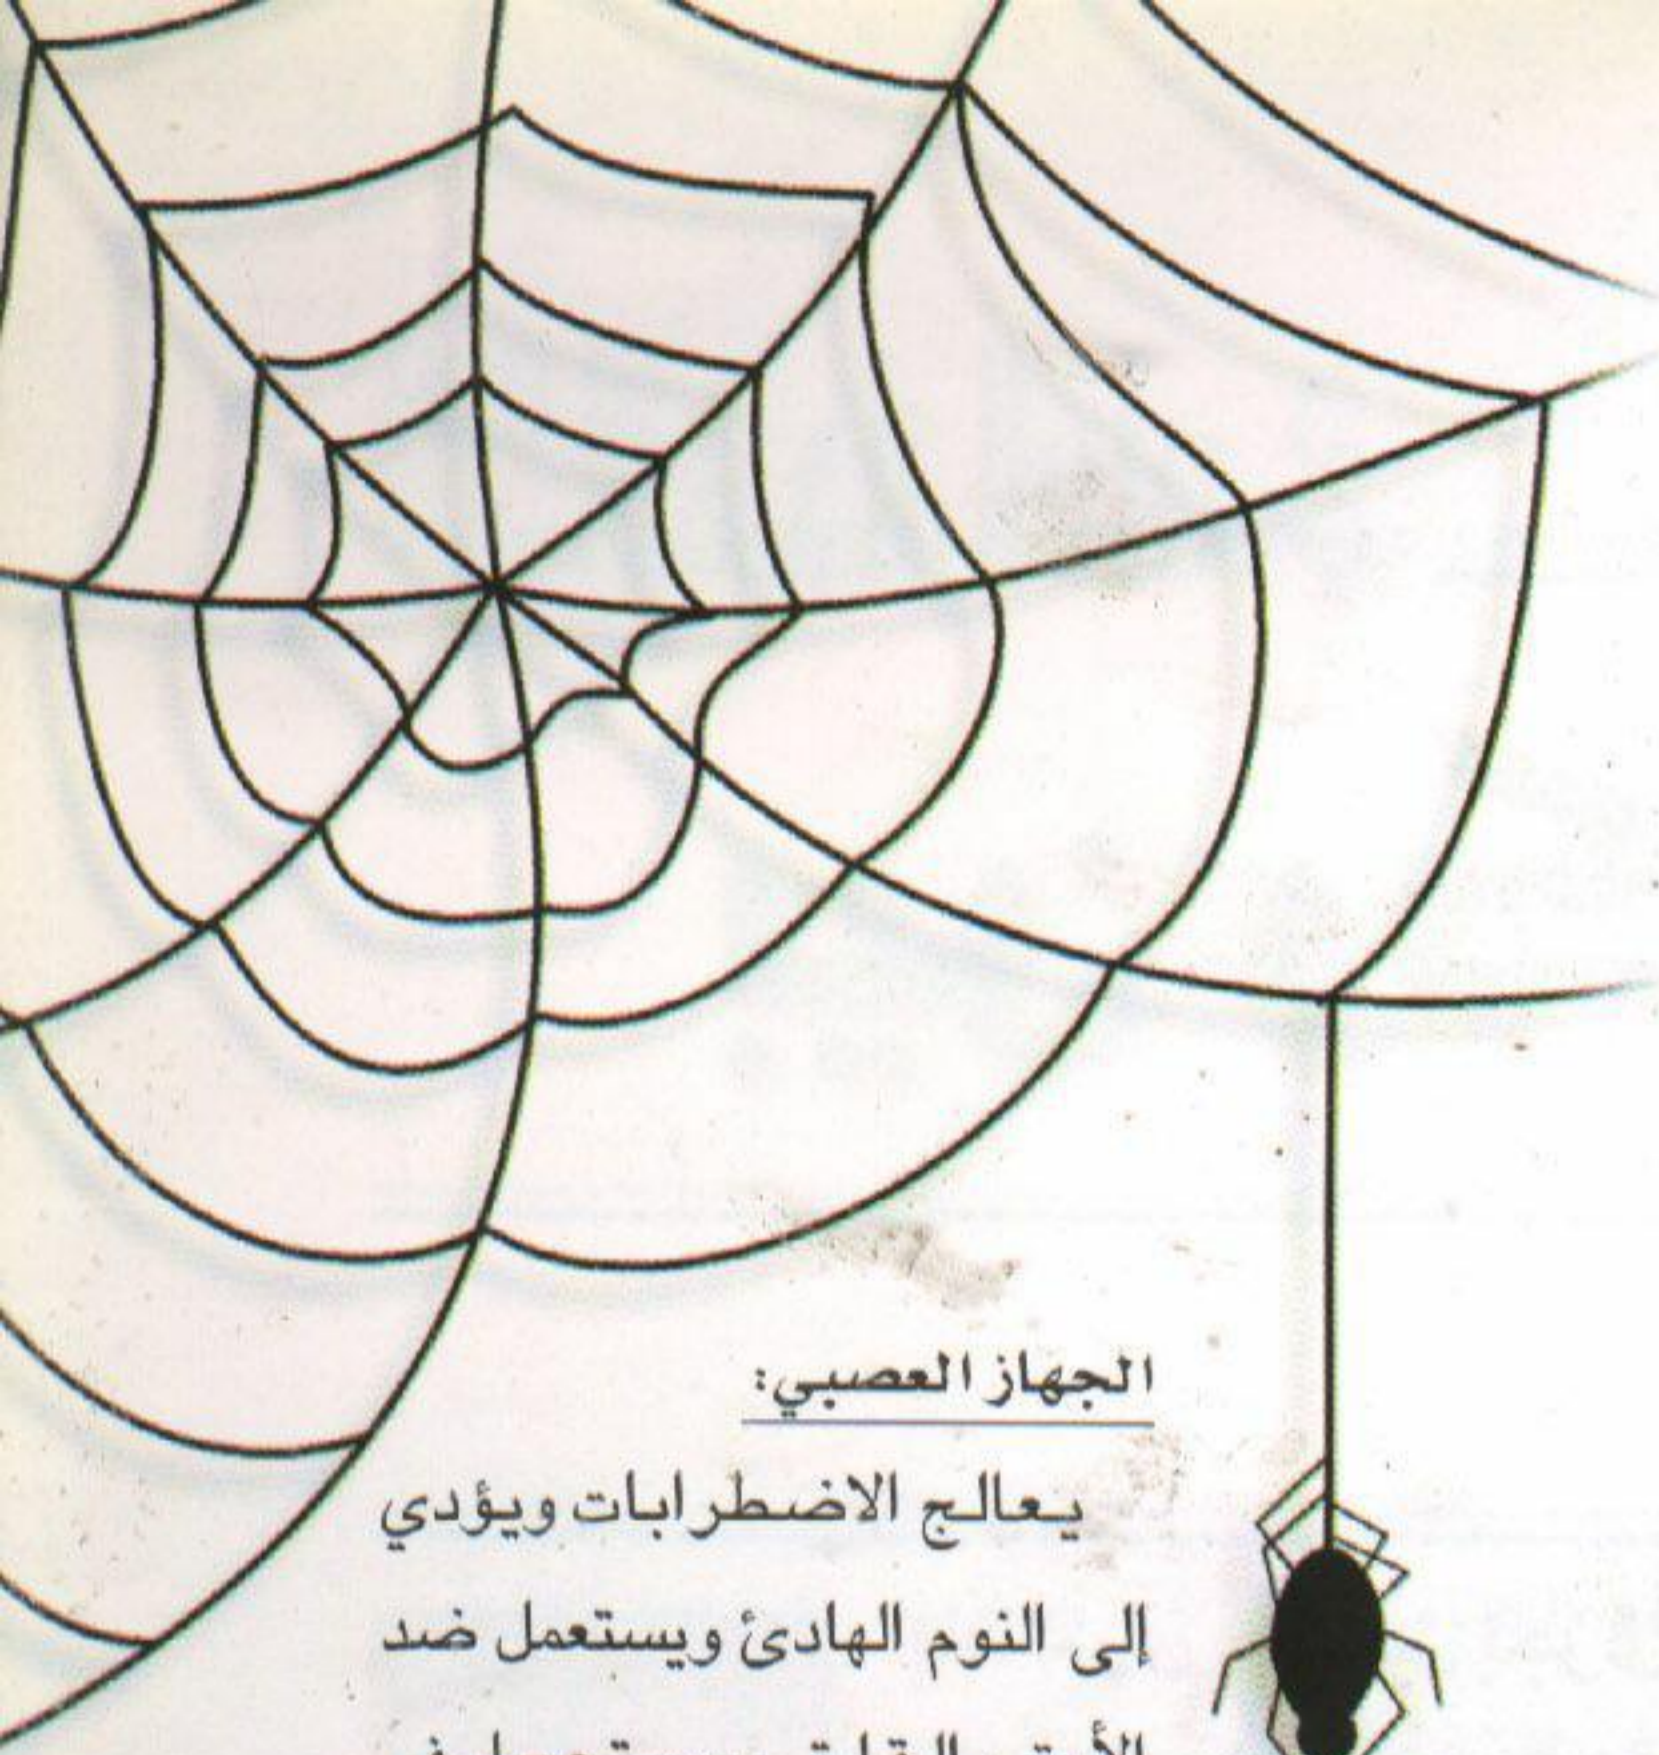 الجهاز العصبي:
يعالج الاضطرابات ويؤدي
إلى النوم الهادئ ويستعمل ضد